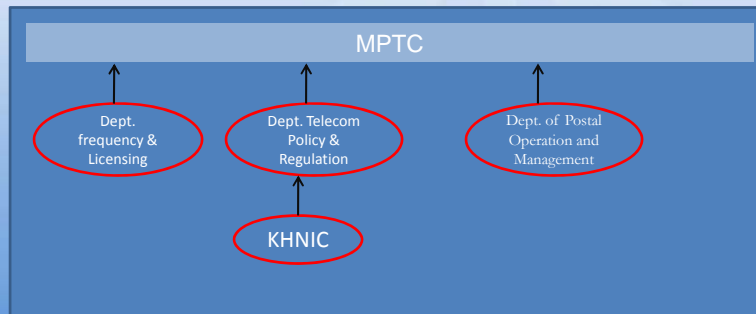 MPTC
Dept.
frequency &
Licensing
Dept. Telecom
Policy &
Regulation
Dept. of Postal
Operation and
Management
KHNIC